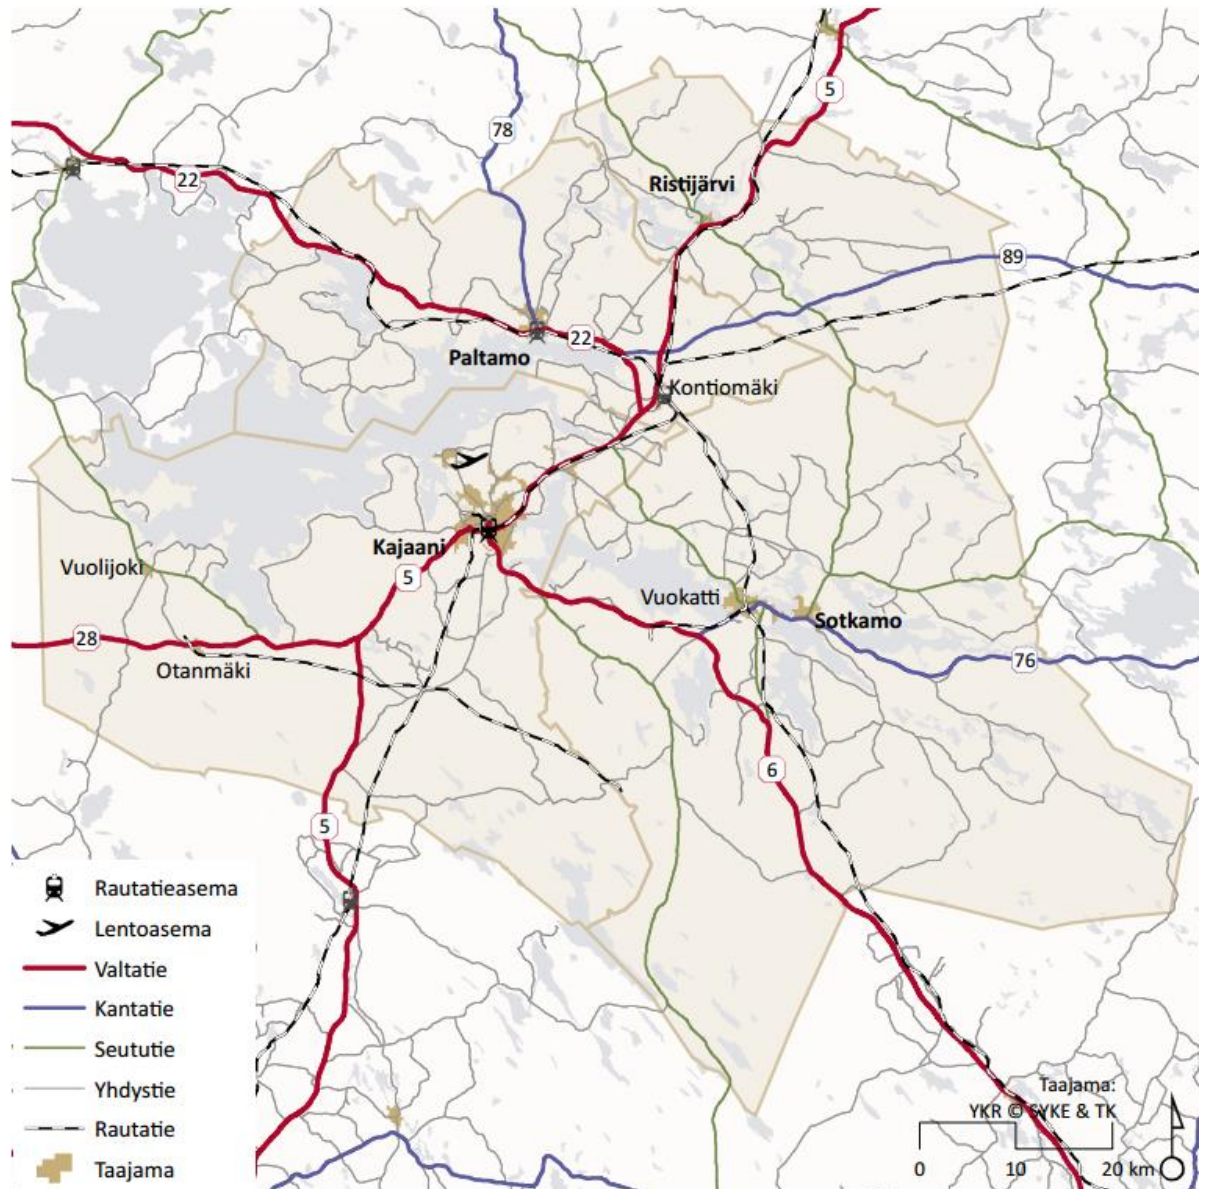 5
78
22
Ristijärvi
89
22
Paltamo
Kontiomäki
Kajaani
Vuolijoki
5
Vuokatti
Sotkamo
28
Otanmäki
76
6
5
Rautatieasema
Lentoasema
Valtatie
Kantatie
Seututie
Yhdystie
Rautatie
Taajama
Taajama:
YKR © SYKE & TK
0 10 20 km